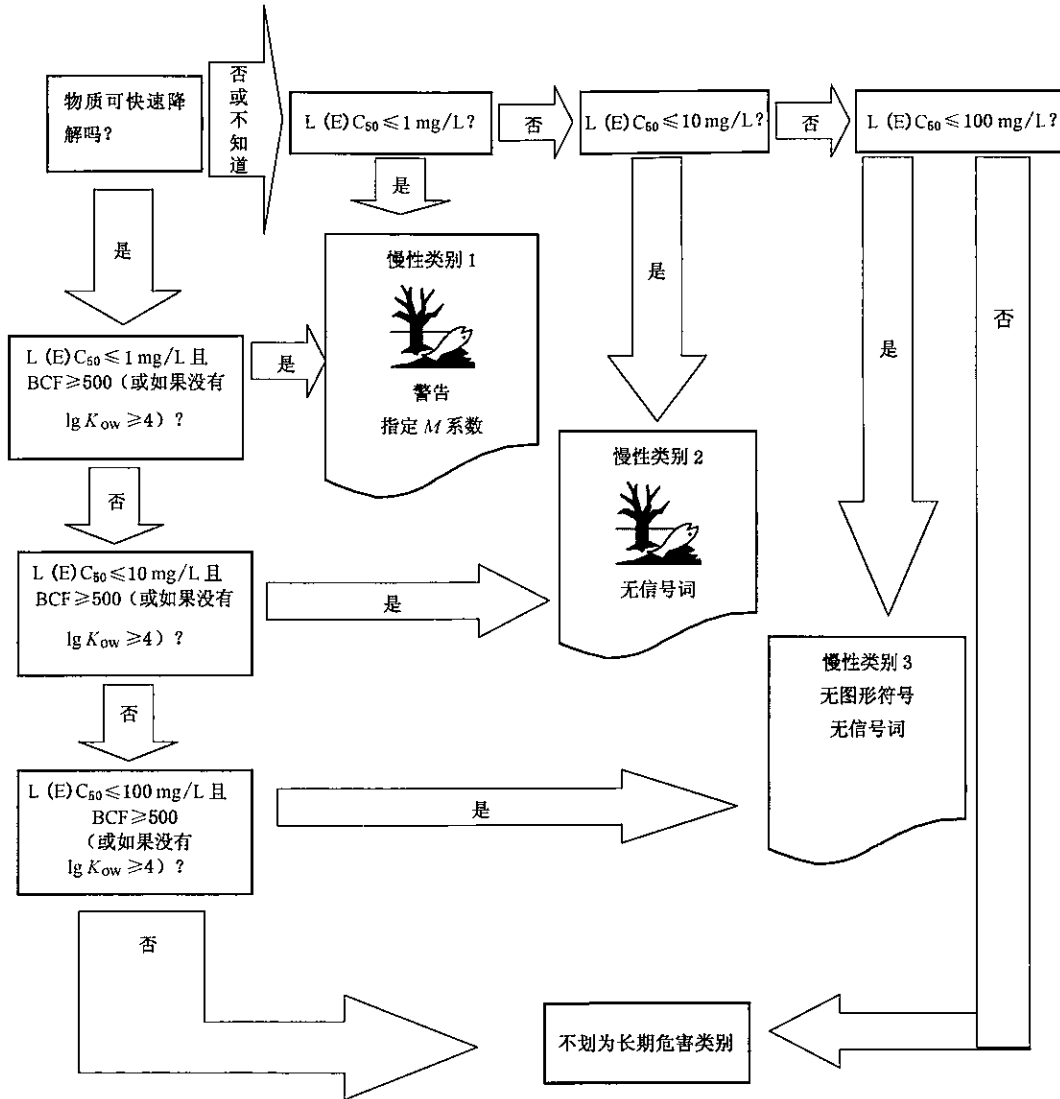 物质可快速降
解吗？
否
或
不
知
道
L（E）C₅₀≤1 mg/L？
否
L（E）C₅₀≤10 mg/L？
否
L（E）C₅₀≤100 mg/L？
是
是
慢性类别 1
警告
指定 M 系数
是
是
否
L（E）C₅₀≤1 mg/L 且
BCF≥500（或如果没有
lg Kow ≥4）？
是
慢性类别 2
无信号词
否
L（E）C₅₀≤10 mg/L 且
BCF≥500（或如果没有
lg Kow ≥4）？
是
慢性类别 3
无图形符号
无信号词
否
L（E）C₅₀≤100 mg/L 且
BCF≥500
（或如果没有
lg Kow ≥4）？
是
否
不划为长期危害类别